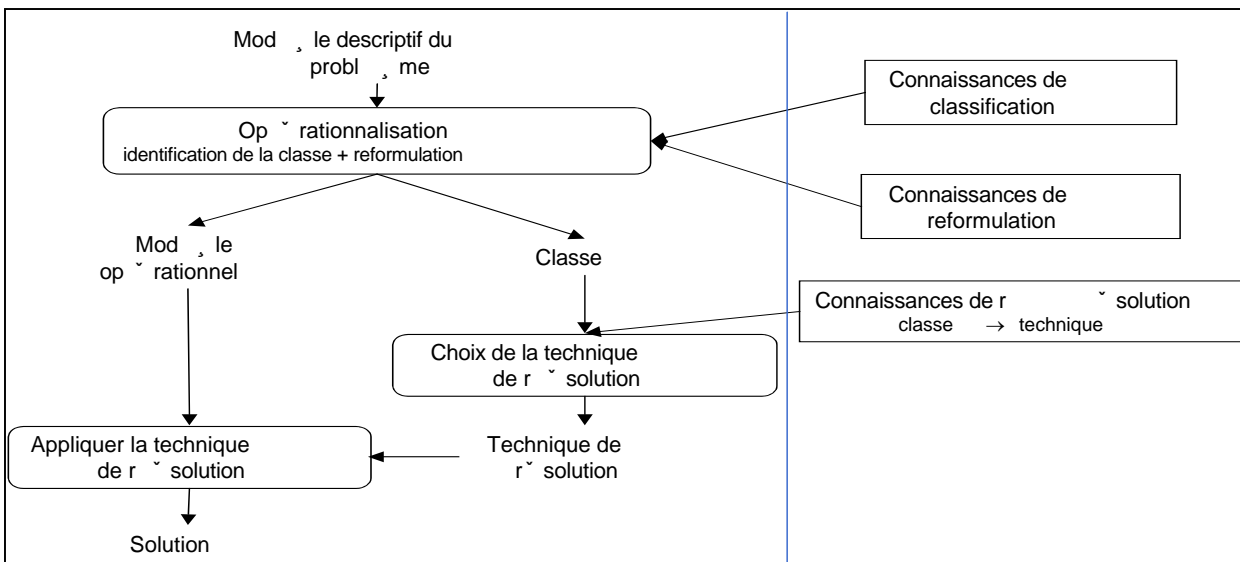 Mod ¸ le descriptif du
probl ¸ me
Op ˇ rationnalisation
identification de la classe + reformulation
Mod ¸ le
op ˇ rationnel
Classe
Choix de la technique
de r ˇ solution
Appliquer la technique
de r ˇ solution
Technique de
rˇ solution
Solution
Connaissances de
classification
Connaissances de
reformulation
Connaissances de r ˇ solution
classe → technique